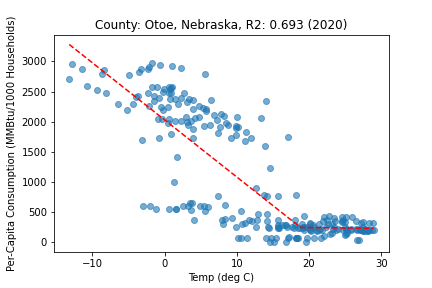 County: Otoe, Nebraska, R2: 0.693 (2020)
Per-Capita Consumption (MMBtu/1000 Households)
3000
2500
2000
1500
1000
500
0
−10 0 10 20 30
Temp (deg C)